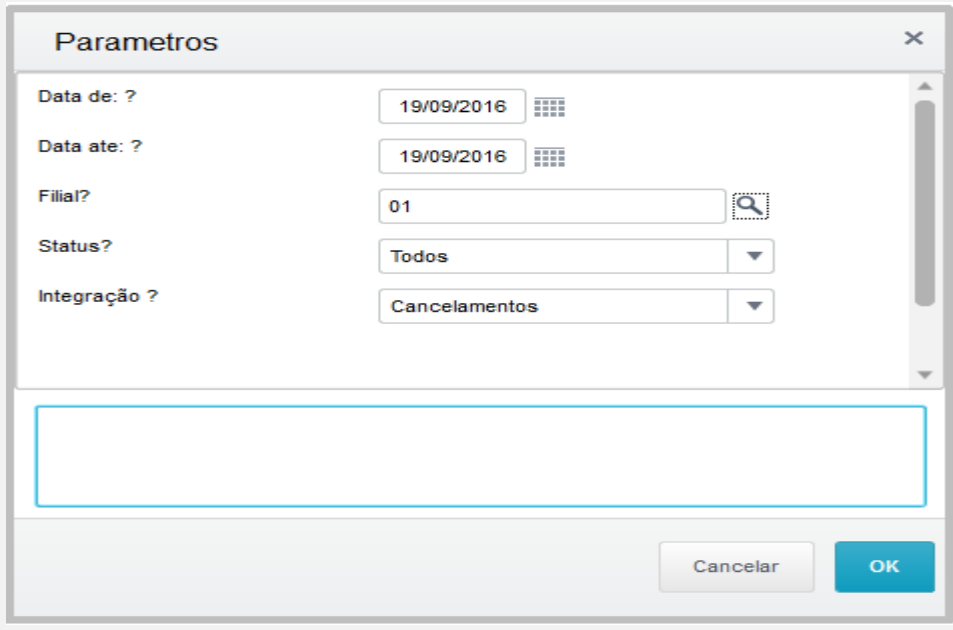 Parametros
Data de: ? 19/09/2016
Data ate: ? 19/09/2016
Filial? 01
Status? Todos
Integração ? Cancelamentos
Cancelar OK